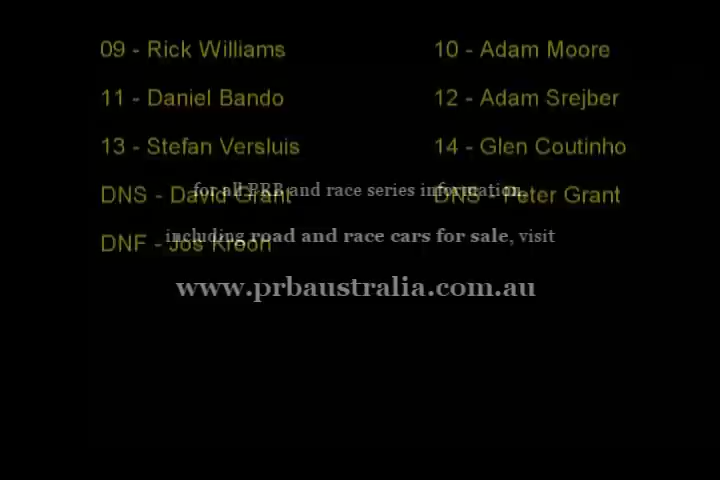 09 - Rick Williams 10 - Adam Moore
11 - Daniel Bando 12 - Adam Srejber
13 - Stefan Versluis 14 - Glen Coutinho
DNS - David Grant DNS - Peter Grant
for all PRB and race series information,
DNF - Jos Kroon
including road and race cars for sale, visit
www.prbaustralia.com.au